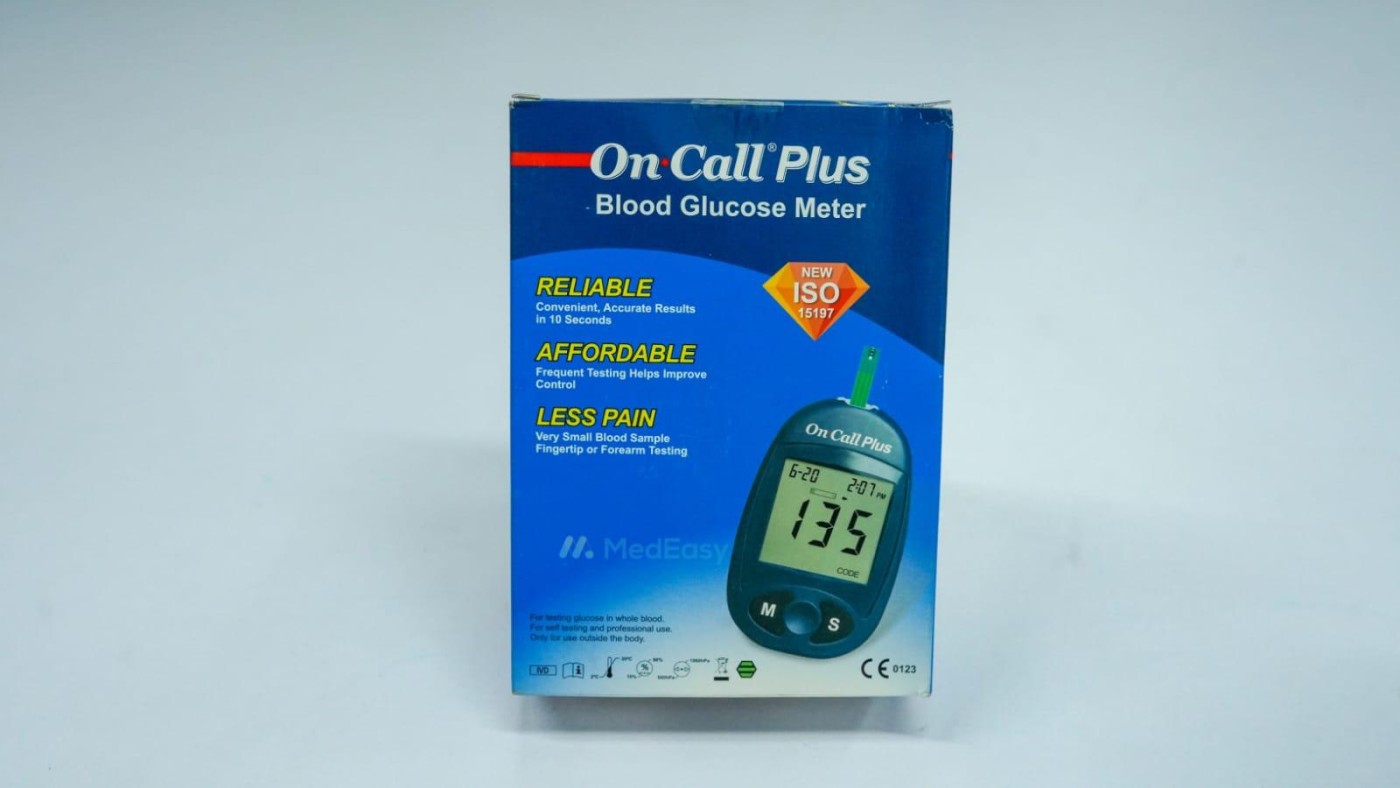 On Call® Plus
Blood Glucose Meter
NEW
ISO
15197
RELIABLE
Convenient, Accurate Results
in 10 Seconds
AFFORDABLE
Frequent Testing Helps Improve
Control
LESS PAIN
Very Small Blood Sample
Fingertip or Forearm Testing
On Call Plus
6-20 2:07 PM
135
CODE
M S
MedEasy
For testing glucose in whole blood.
For self testing and professional use.
Only for use outside the body.
IVD i % CE 0123